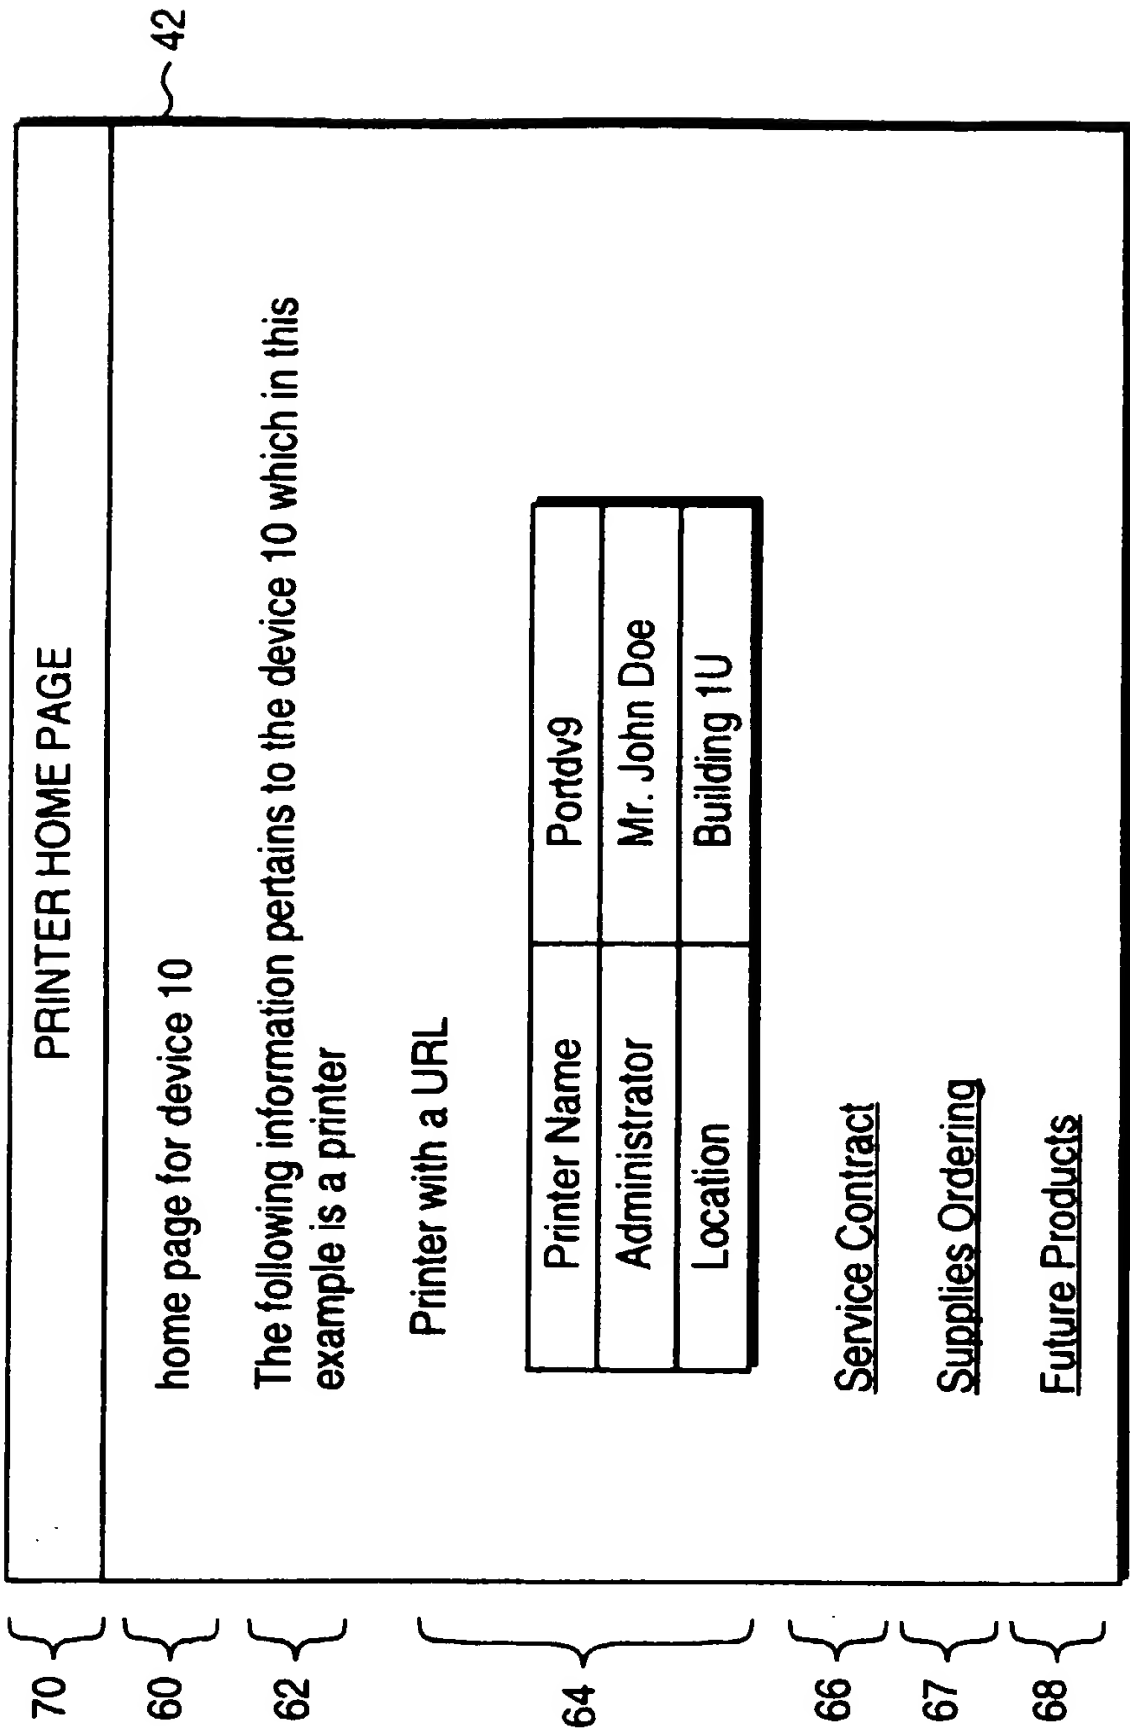 42
70 PRINTER HOME PAGE
60 home page for device 10
62 The following information pertains to the device 10 which in this
example is a printer
Printer with a URL
64
Printer Name Portdv9
Administrator Mr. John Doe
Location Building 1U
66 Service Contract
67 Supplies Ordering
68 Future Products